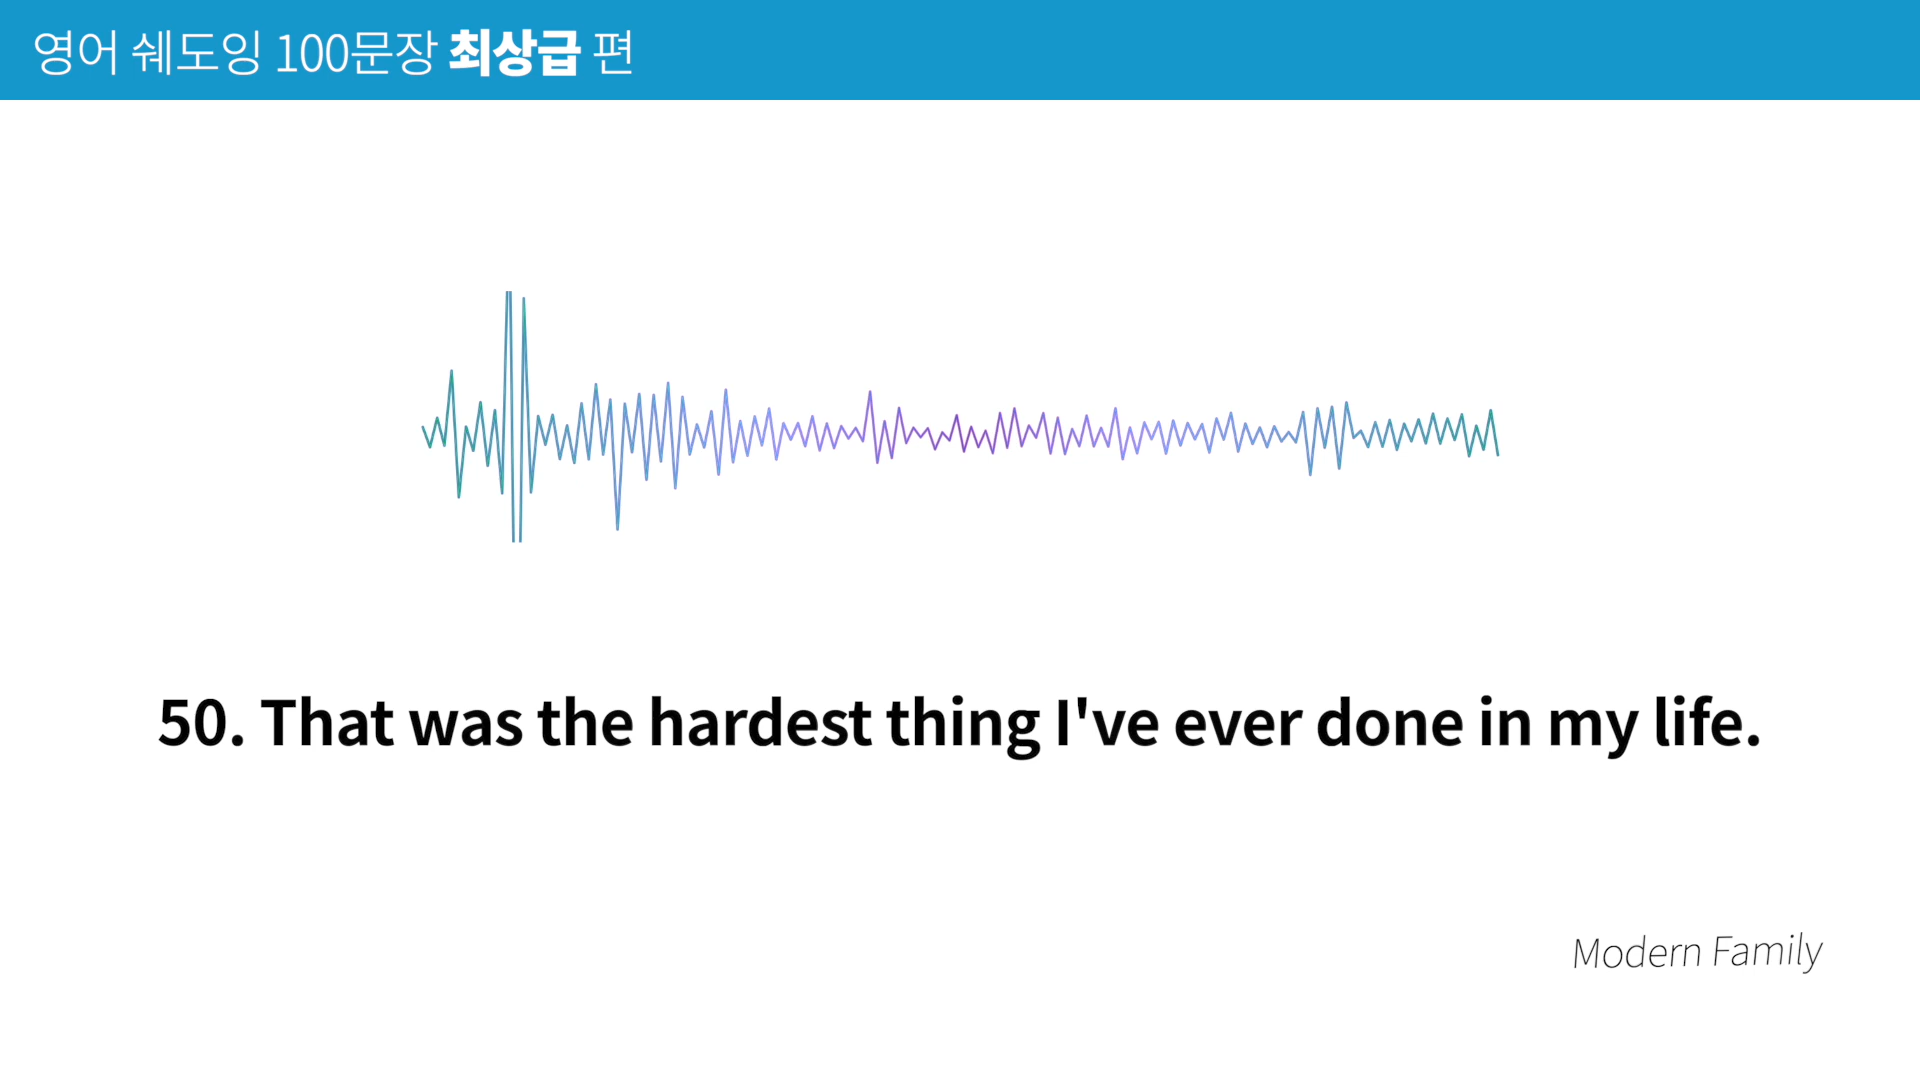 영어 쉐도잉 100문장 최상급 편
50. That was the hardest thing I've ever done in my life.
Modern Family